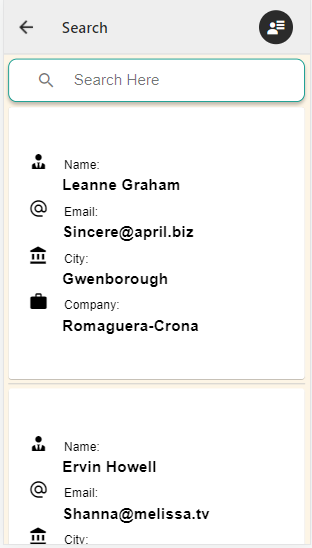 Search
Search Here
Name:
Leanne Graham
Email:
Sincere@april.biz
City:
Gwenborough
Company:
Romaguera-Crona
Name:
Ervin Howell
Email:
Shanna@melissa.tv
City: